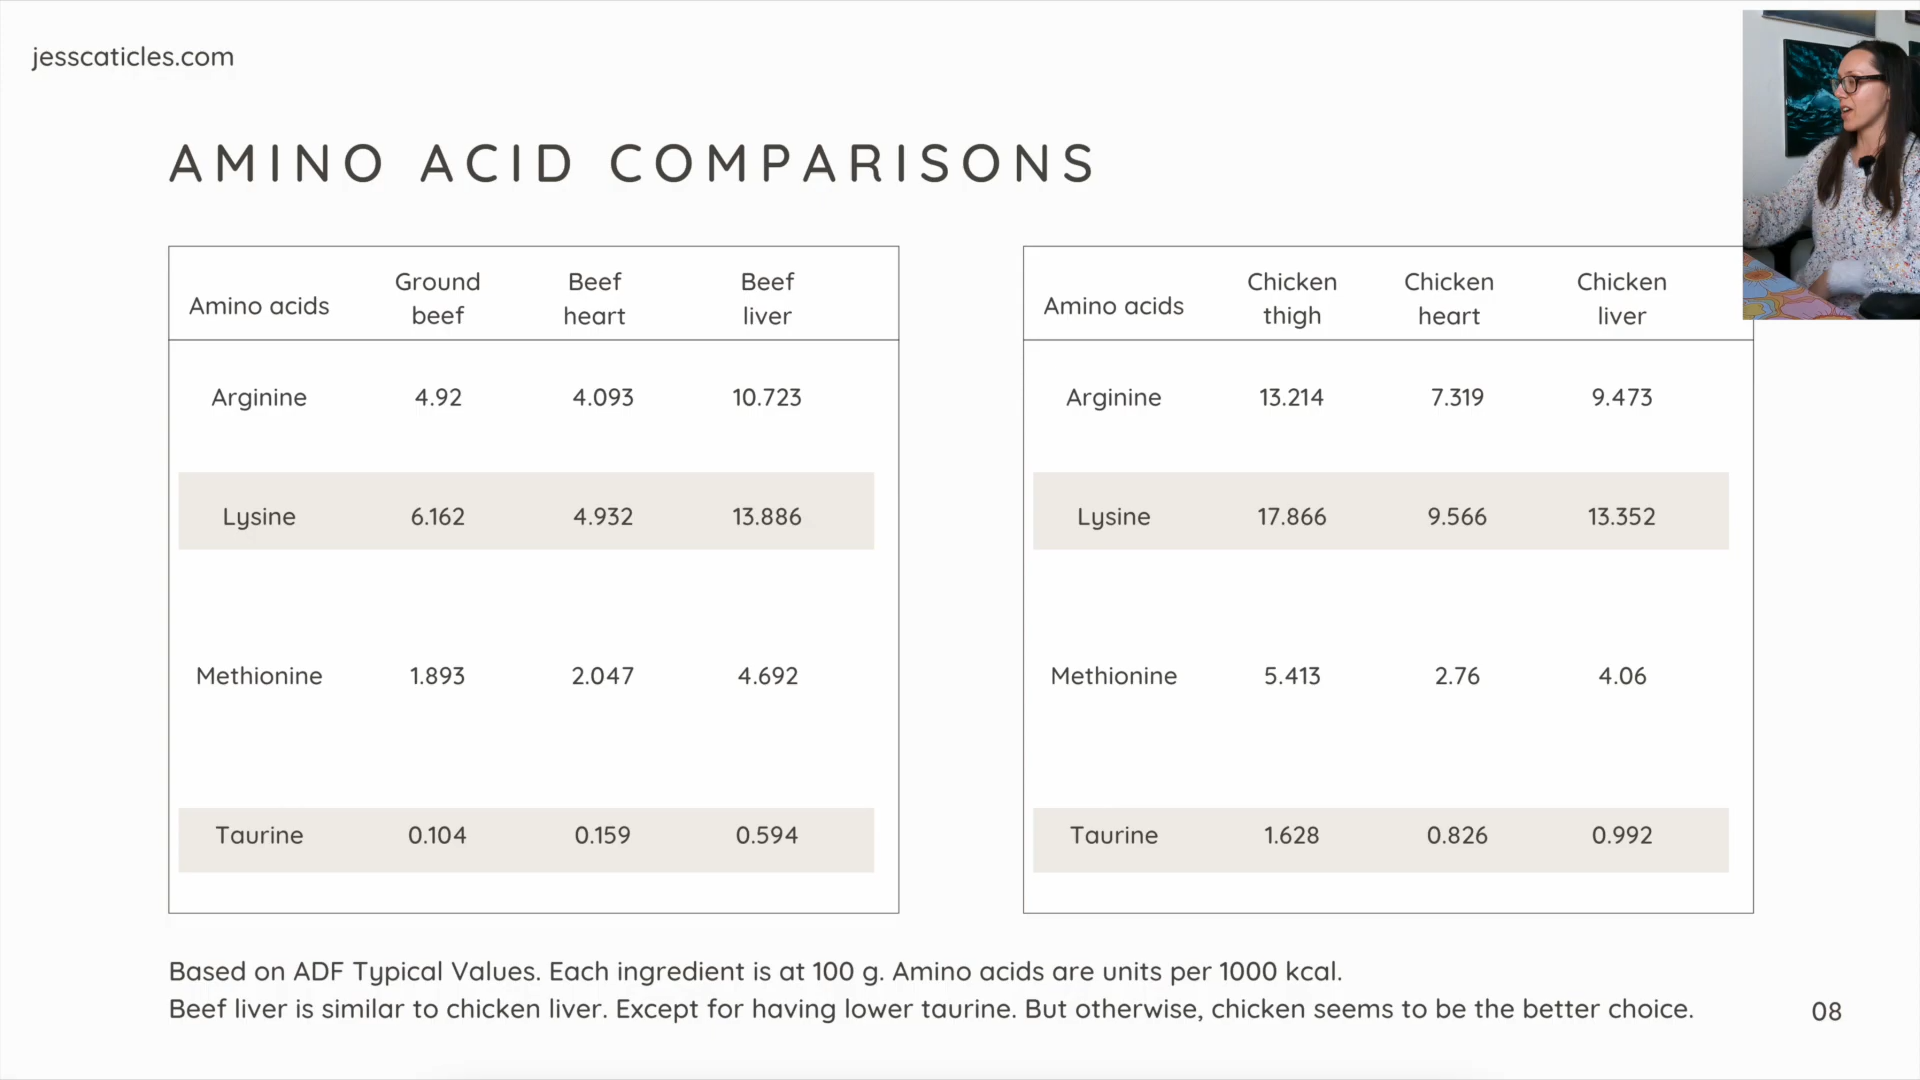 jesscaticles.com
AMINO ACID COMPARISONS
Amino acids Ground beef Beef heart Beef liver
Arginine 4.92 4.093 10.723
Lysine 6.162 4.932 13.886
Methionine 1.893 2.047 4.692
Taurine 0.104 0.159 0.594
Amino acids Chicken thigh Chicken heart Chicken liver
Arginine 13.214 7.319 9.473
Lysine 17.866 9.566 13.352
Methionine 5.413 2.76 4.06
Taurine 1.628 0.826 0.992
Based on ADF Typical Values. Each ingredient is at 100 g. Amino acids are units per 1000 kcal.
Beef liver is similar to chicken liver. Except for having lower taurine. But otherwise, chicken seems to be the better choice.
08